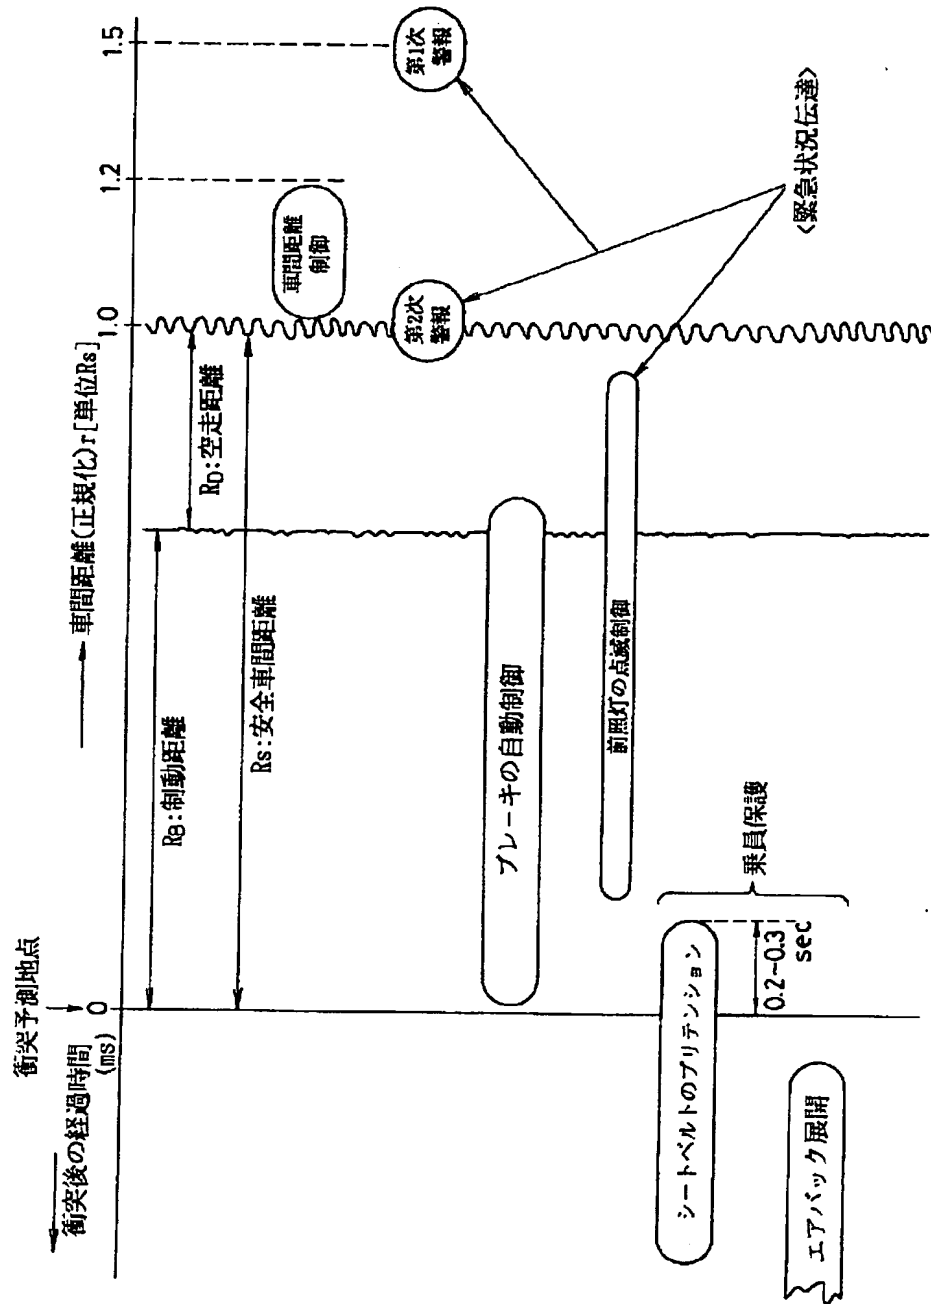 衝突予測地点
衝突後の経過時間
(ms)
0
1.0
1.2
1.5
車間距離(正規化)r[単位Rs]
RB:制動距離
RD:空走距離
Rs:安全車間距離
車間距離
制御
第1次
警報
第2次
警報
ブレーキの自動制御
前照灯の点滅制御
<緊急状況伝達>
シートベルトのプリテンション
0.2~0.3
sec
乗員保護
エアバック展開